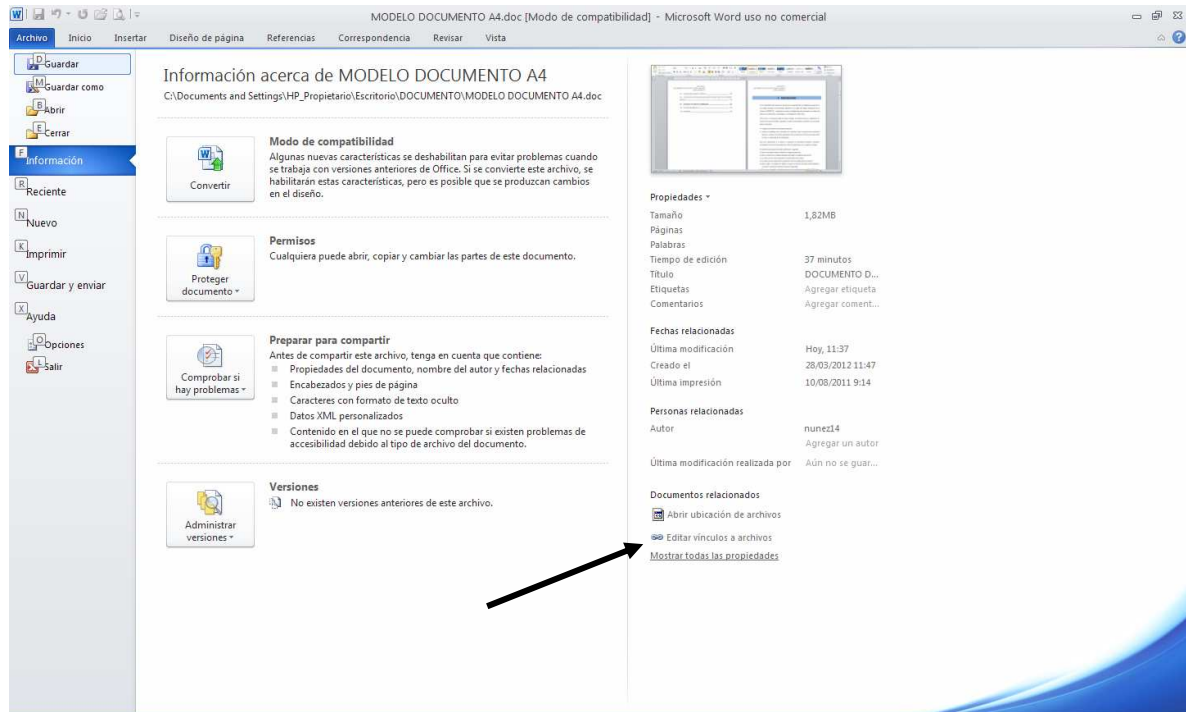 MODELO DOCUMENTO A4.doc [Modo de compatibilidad] - Microsoft Word uso no comercial
Archivo Inicio Insertar Diseño de página Referencias Correspondencia Revisar Vista
D Guardar
M Guardar como
B Abrir
E Cerrar
F Información
R Reciente
N Nuevo
K Imprimir
V Guardar y enviar
X Ayuda
O Opciones
L Salir
Información acerca de MODELO DOCUMENTO A4
C:\Documents and Settings\HP_Propietario\Escritorio\DOCUMENTO\MODELO DOCUMENTO A4.doc
Convertir
Modo de compatibilidad
Algunas nuevas características se deshabilitan para evitar problemas cuando
se trabaja con versiones anteriores de Office. Si se convierte este archivo, se
habilitarán estas características, pero es posible que se produzcan cambios
en el diseño.
Proteger
documento
Permisos
Cualquiera puede abrir, copiar y cambiar las partes de este documento.
Comprobar si
hay problemas
Preparar para compartir
Antes de compartir este archivo, tenga en cuenta que contiene:
Propiedades del documento, nombre del autor y fechas relacionadas
Encabezados y pies de página
Caracteres con formato de texto oculto
Datos XML personalizados
Contenido en el que no se puede comprobar si existen problemas de
accesibilidad debido al tipo de archivo del documento.
Administrar
versiones
Versiones
No existen versiones anteriores de este archivo.
Propiedades
Tamaño 1,82MB
Páginas
Palabras
Tiempo de edición 37 minutos
Título DOCUMENTO D...
Etiquetas Agregar etiqueta
Comentarios Agregar coment...
Fechas relacionadas
Última modificación Hoy, 11:37
Creado el 28/03/2012 11:47
Última impresión 10/08/2011 9:14
Personas relacionadas
Autor nunez14
Agregar un autor
Última modificación realizada por Aún no se guar...
Documentos relacionados
Abrir ubicación de archivos
Editar vínculos a archivos
Mostrar todas las propiedades